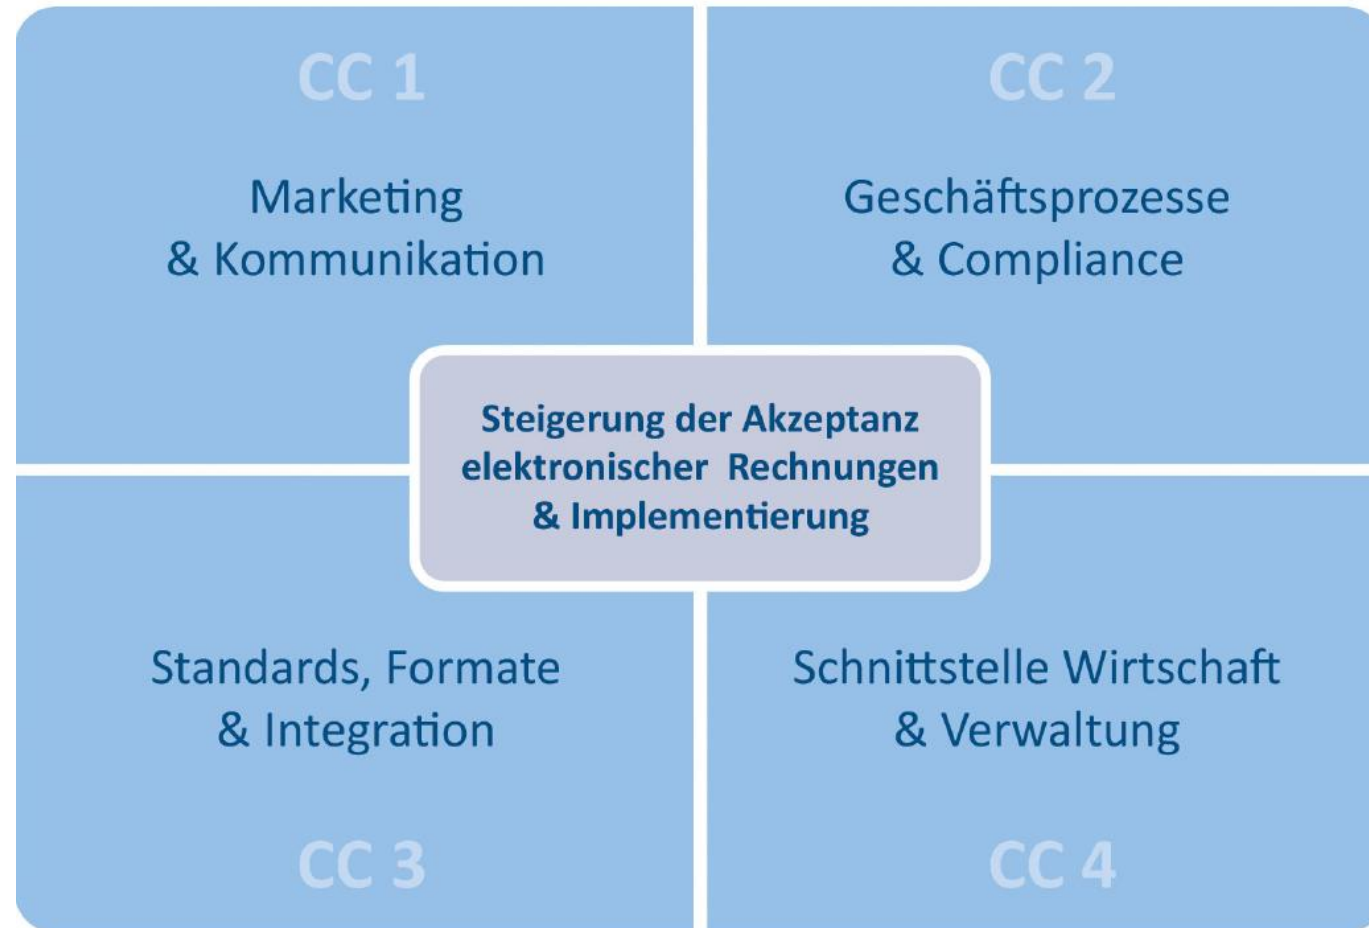 CC 1
Marketing
& Kommunikation
CC 2
Geschäftsprozesse
& Compliance
Steigerung der Akzeptanz
elektronischer Rechnungen
& Implementierung
Standards, Formate
& Integration
CC 3
Schnittstelle Wirtschaft
& Verwaltung
CC 4